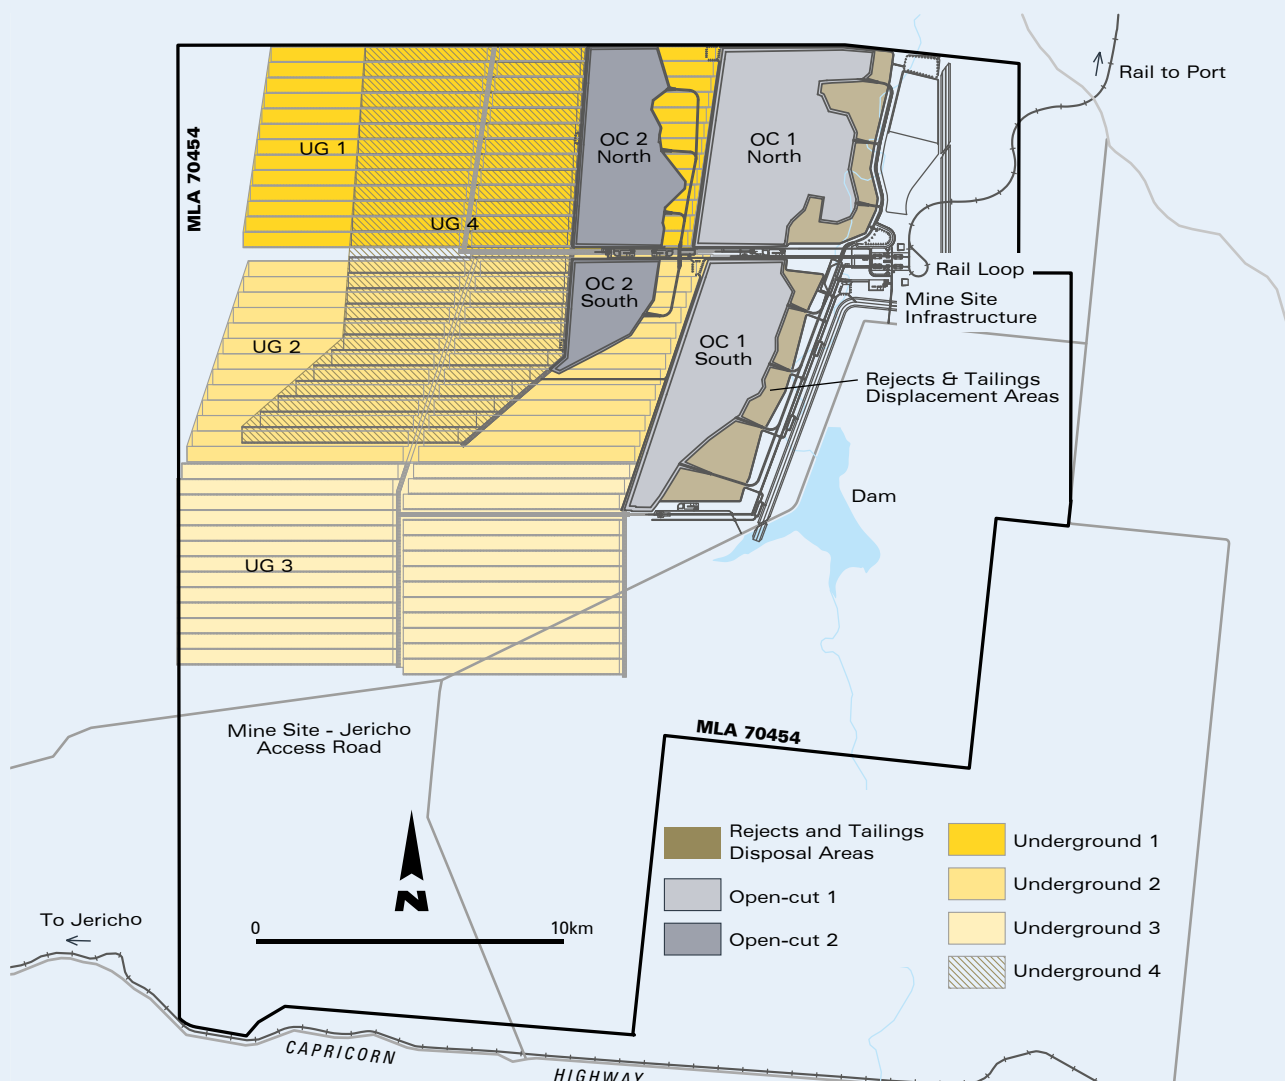 Rail to Port
MLA 70454
UG 1
OC 2
North
OC 1
North
UG 4
Rail Loop
OC 2
South
Mine Site
Infrastructure
UG 2
OC 1
South
Rejects & Tailings
Displacement Areas
Dam
UG 3
Mine Site - Jericho
Access Road
MLA 70454
Rejects and Tailings
Disposal Areas
Open-cut 1
Open-cut 2
Underground 1
Underground 2
Underground 3
Underground 4
N
To Jericho
0
10km
CAPRICORN
HIGHWAY